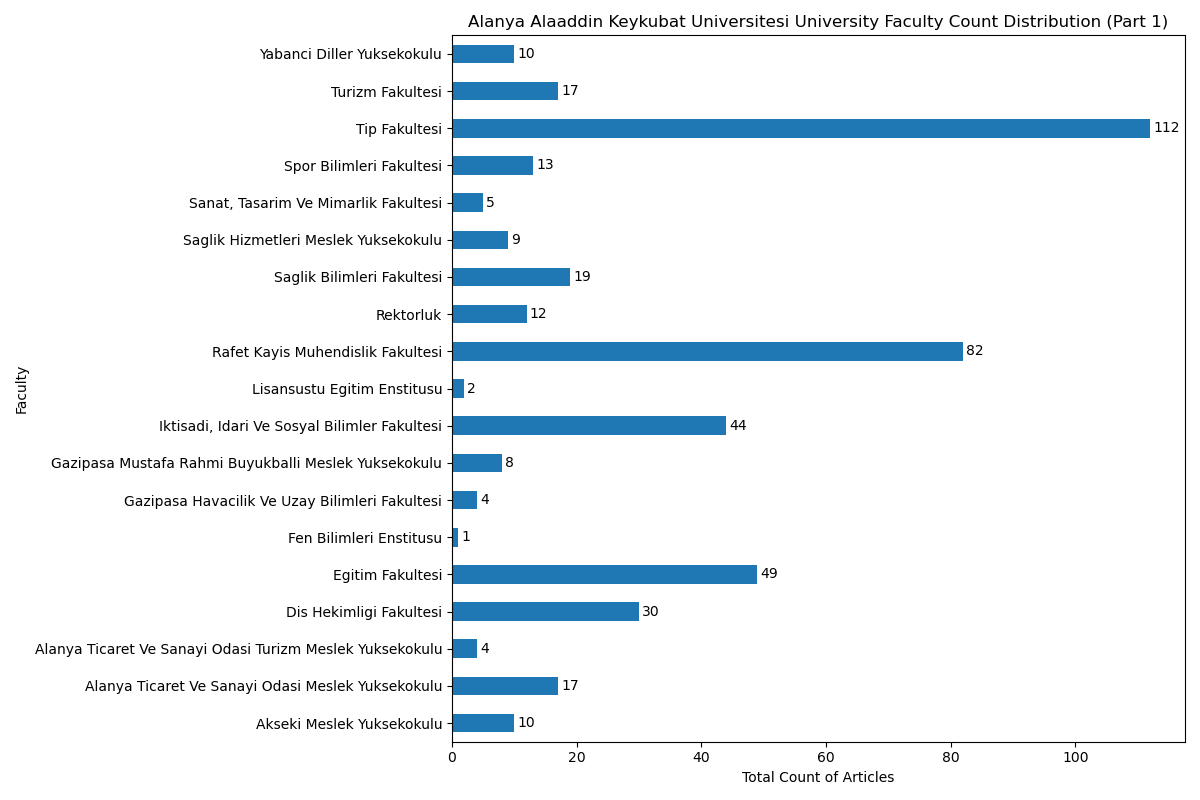 Alanya Alaaddin Keykubat Universitesi University Faculty Count Distribution (Part 1)
Yabanci Diller Yuksekokulu 10
Turizm Fakultesi 17
Tip Fakultesi 112
Spor Bilimleri Fakultesi 13
Sanat, Tasarim Ve Mimarlik Fakultesi 5
Saglik Hizmetleri Meslek Yuksekokulu 9
Saglik Bilimleri Fakultesi 19
Rektorluk 12
Rafet Kayis Muhendislik Fakultesi 82
Lisansustu Egitim Enstitusu 2
Iktisadi, Idari Ve Sosyal Bilimler Fakultesi 44
Gazipasa Mustafa Rahmi Buyukballi Meslek Yuksekokulu 8
Gazipasa Havacilik Ve Uzay Bilimleri Fakultesi 4
Fen Bilimleri Enstitusu 1
Egitim Fakultesi 49
Dis Hekimligi Fakultesi 30
Alanya Ticaret Ve Sanayi Odasi Turizm Meslek Yuksekokulu 4
Alanya Ticaret Ve Sanayi Odasi Meslek Yuksekokulu 17
Akseki Meslek Yuksekokulu 10
Faculty
0 20 40 60 80 100
Total Count of Articles